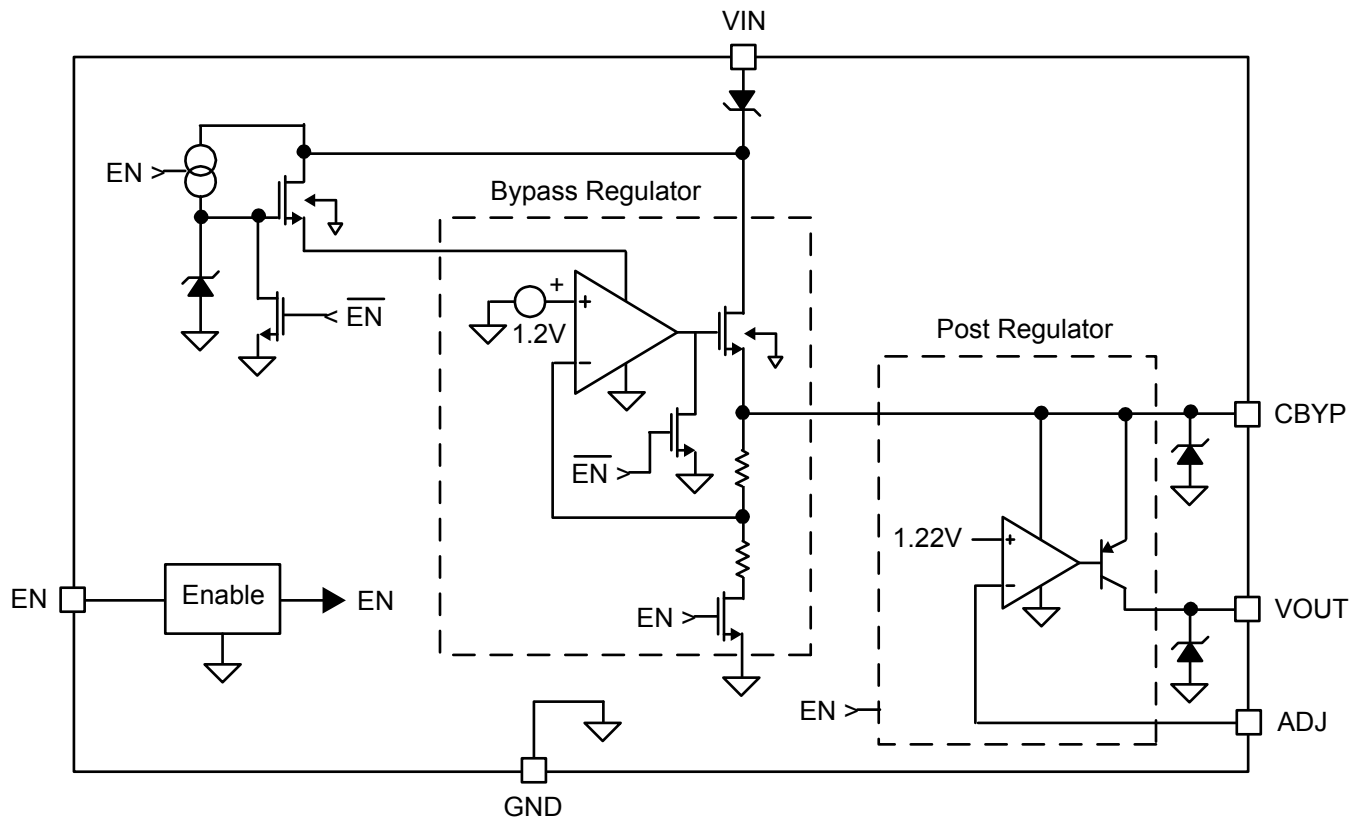 VIN
EN
Bypass Regulator
+
+
1.2V
EN
Post Regulator
−
CBYP
EN
1.22V
+
−
EN
Enable
EN
EN
VOUT
EN
ADJ
GND